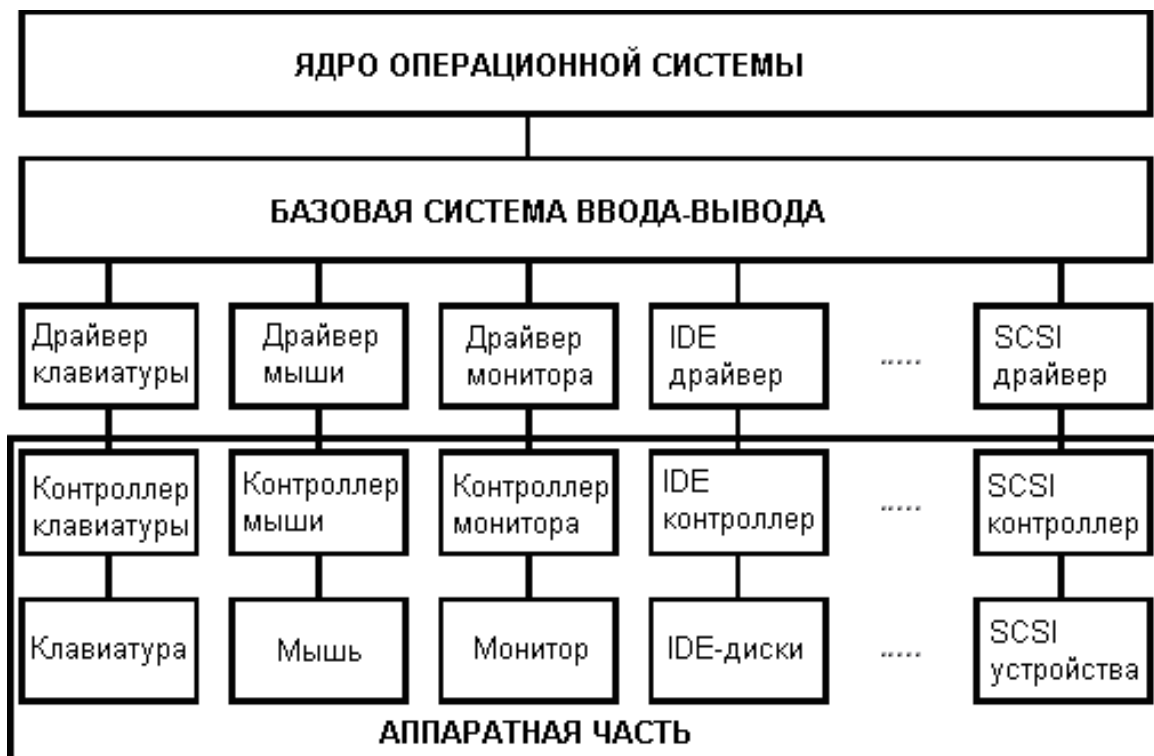 ЯДРО ОПЕРАЦИОННОЙ СИСТЕМЫ
БАЗОВАЯ СИСТЕМА ВВОДА-ВЫВОДА
Драйвер
клавиатуры
Драйвер
мыши
Драйвер
монитора
IDE
драйвер
.....
SCSI
драйвер
Контроллер
клавиатуры
Контроллер
мыши
Контроллер
монитора
IDE
контроллер
.....
SCSI
контроллер
Клавиатура
Мышь
Монитор
IDE-диски
.....
SCSI
устройства
АППАРАТНАЯ ЧАСТЬ